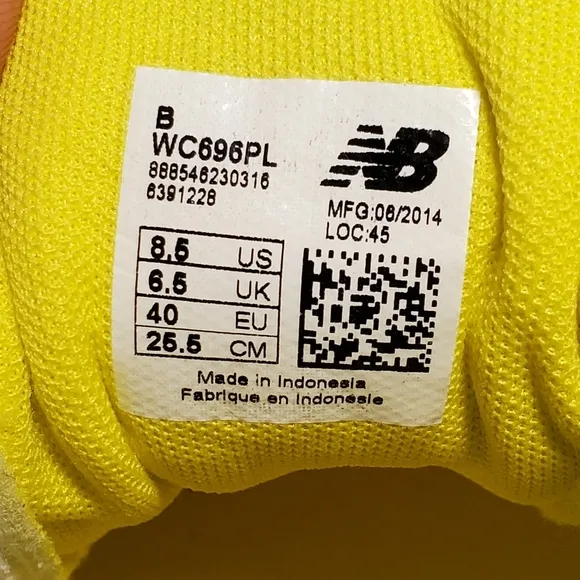 B
WC696PL
888546230316
6391228
NB
MFG:06/2014
LOC:45
8.5 US
6.5 UK
40 EU
25.5 CM
Made in Indonesia
Fabrique en Indonesie